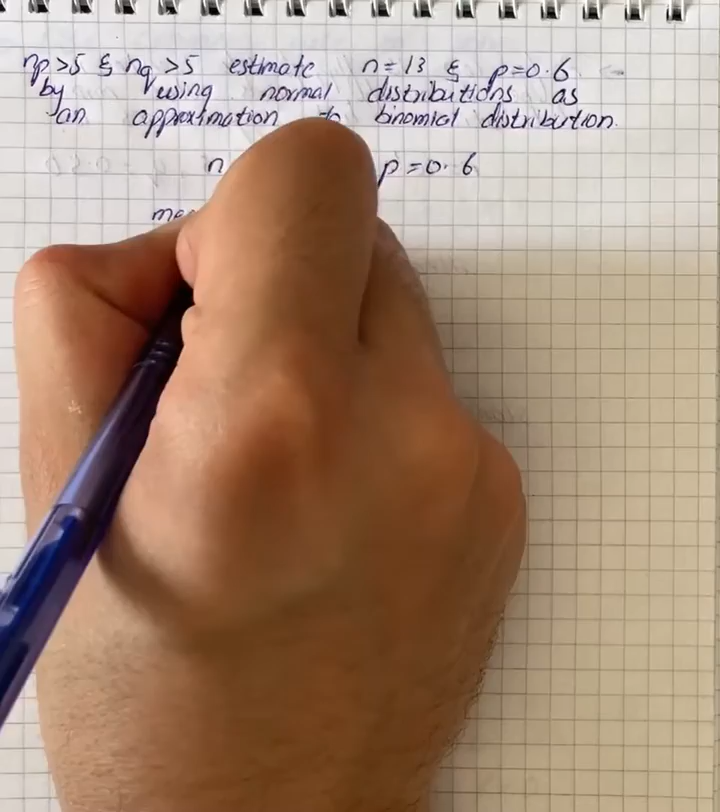 np >5 & nq >5 estimate n=13 & p=0.6
by using normal distributions as
an approximation to binomial distribution.
n p=0.6